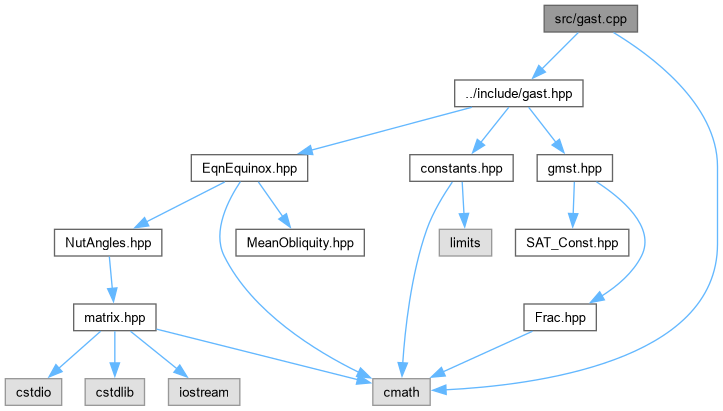 src/gast.cpp
../include/gast.hpp
EqnEquinox.hpp
constants.hpp
gmst.hpp
NutAngles.hpp
MeanObliquity.hpp
limits
SAT_Const.hpp
matrix.hpp
Frac.hpp
cstdio
cstdlib
iostream
cmath